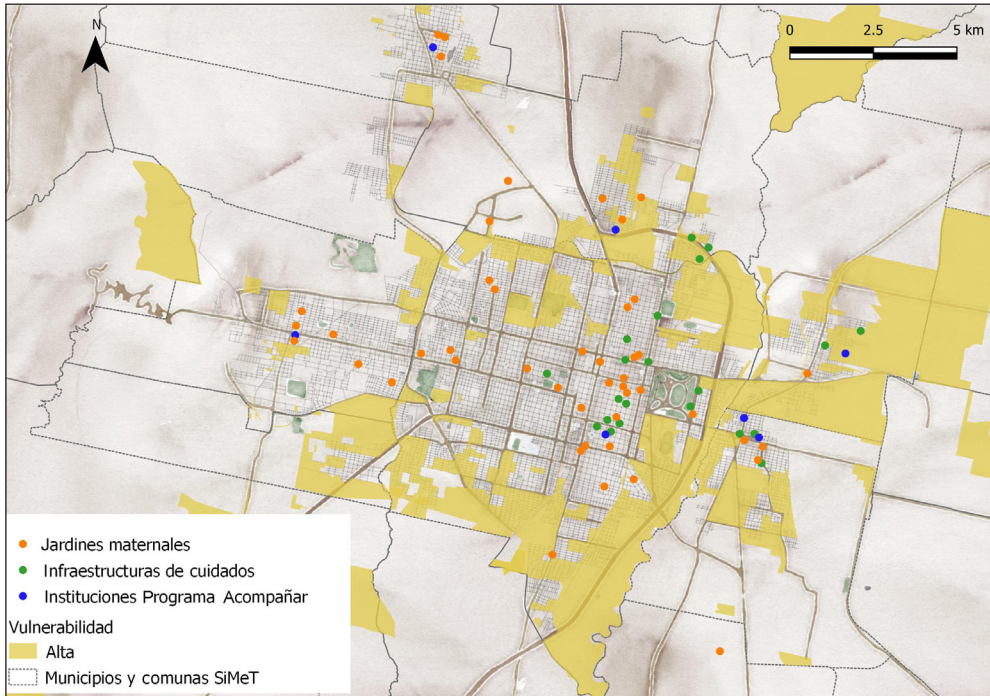 N
0 2.5 5 km
Jardines maternales
Infraestructuras de cuidados
Instituciones Programa Acompañar
Vulnerabilidad
Alta
Municipios y comunas SiMeT